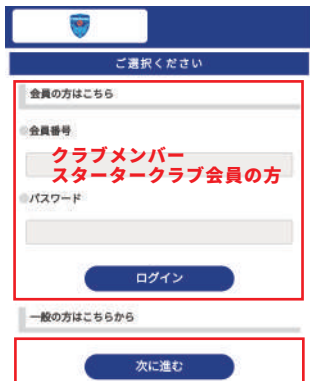 ご選択ください
会員の方はこちら
会員番号
クラブメンバー
スタータークラブ会員の方
パスワード
ログイン
一般の方はこちらから
次に進む